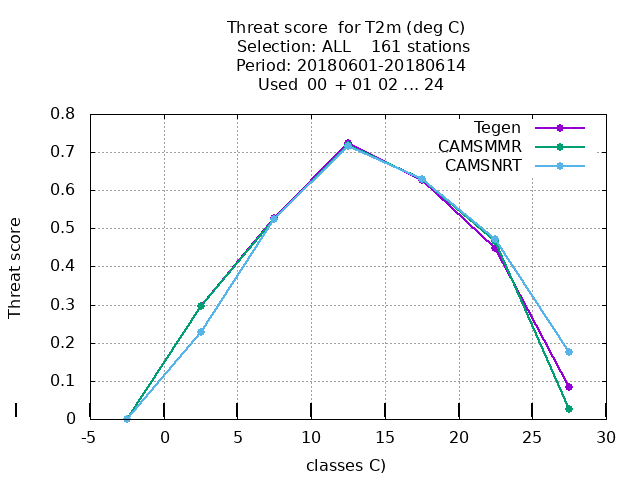 Threat score for T2m (deg C)
Selection: ALL 161 stations
Period: 20180601-20180614
Used 00 + 01 02 ... 24
Tegen
CAMSMMR
CAMSNRT
0.8
0.7
0.6
0.5
0.4
0.3
0.2
0.1
0
Threat score
-5 0 5 10 15 20 25 30
classes C)